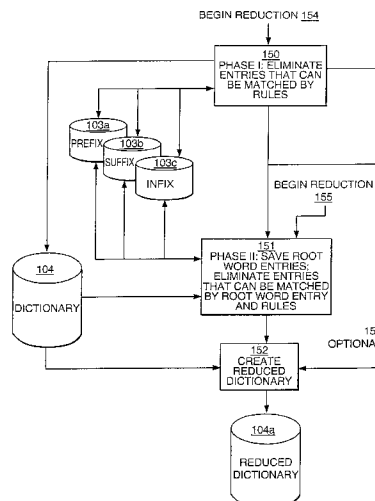 BEGIN REDUCTION 154
150
PHASE I: ELIMINATE
ENTRIES THAT CAN
BE MATCHED BY
RULES
103a
PREFIX
103b
SUFFIX
103c
INFIX
BEGIN REDUCTION
155
151
PHASE II: SAVE ROOT
WORD ENTRIES;
ELIMINATE ENTRIES
THAT CAN BE MATCHED
BY ROOT WORD ENTRY
AND RULES
104
DICTIONARY
15
OPTIONA
152
CREATE
REDUCED
DICTIONARY
104a
REDUCED
DICTIONARY